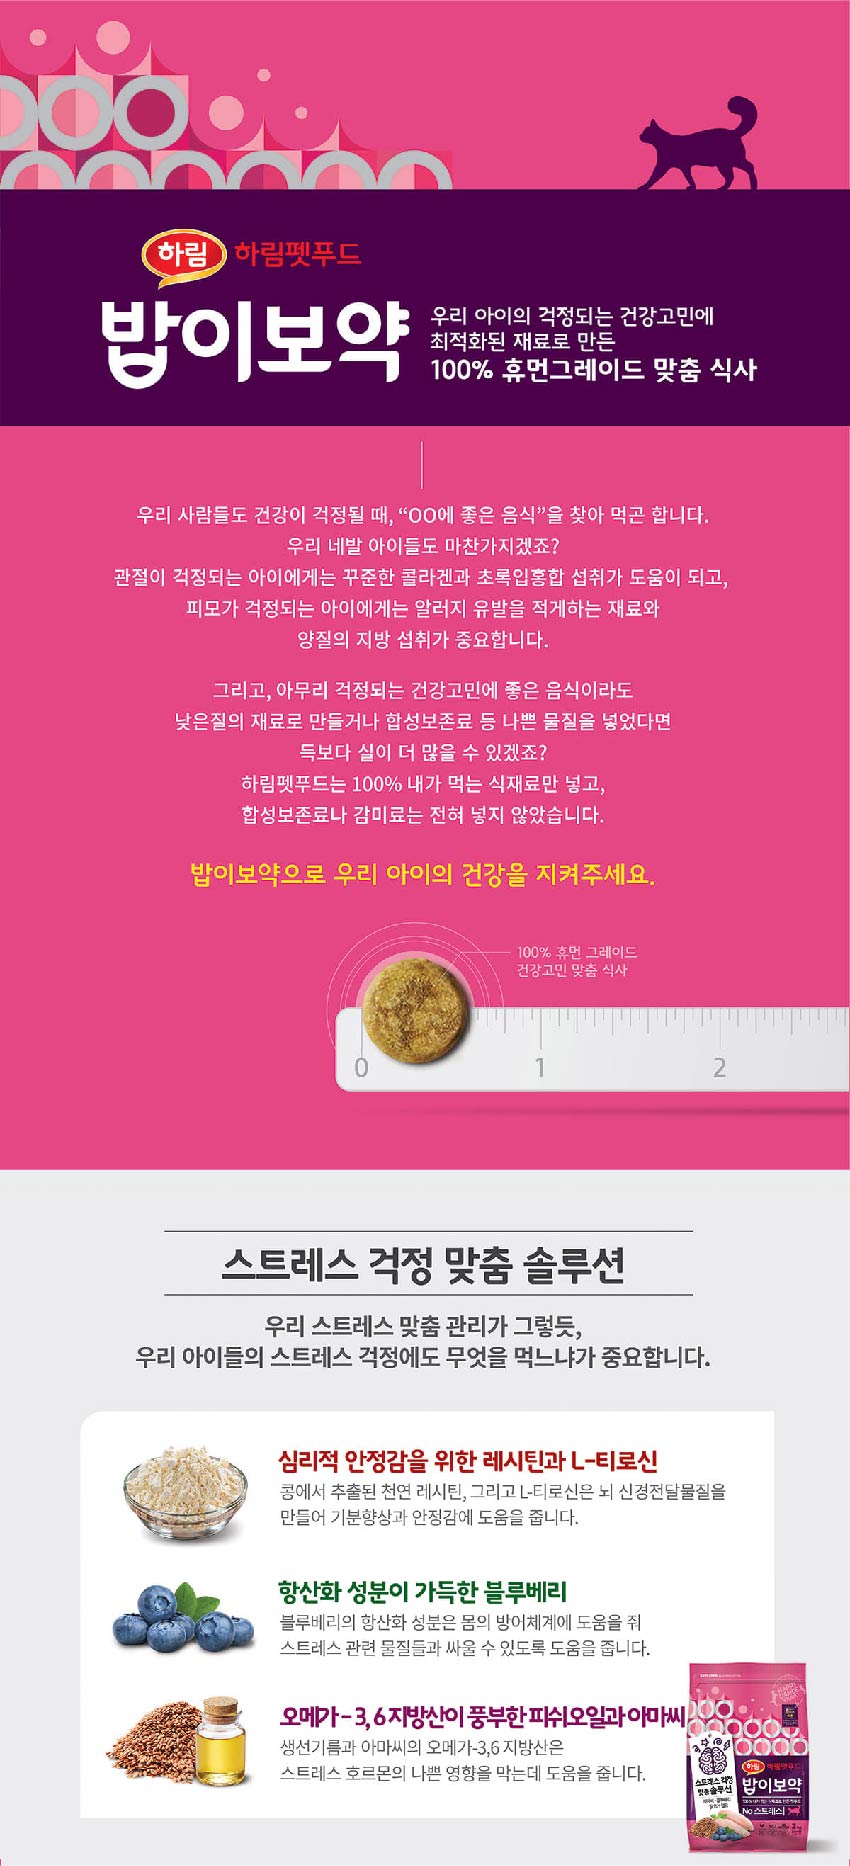 하림 하림펫푸드
밥이보약
우리 아이의 걱정되는 건강고민에
최적화된 재료로 만든
100% 휴먼그레이드 맞춤 식사
우리 사람들도 건강이 걱정될 때, “OO에 좋은 음식”을 찾아 먹곤 합니다.
우리 네발 아이들도 마찬가지겠죠?
관절이 걱정되는 아이에게는 꾸준한 콜라겐과 초록입홍합 섭취가 도움이 되고,
피모가 걱정되는 아이에게는 알러지 유발을 적게하는 재료와
양질의 지방 섭취가 중요합니다.
그리고, 아무리 걱정되는 건강고민에 좋은 음식이라도
낮은질의 재료로 만들거나 합성보존료 등 나쁜 물질을 넣었다면
득보다 실이 더 많을 수 있겠죠?
하림펫푸드는 100% 내가 먹는 식재료만 넣고,
합성보존료나 감미료는 전혀 넣지 않았습니다.
밥이보약으로 우리 아이의 건강을 지켜주세요.
100% 휴먼 그레이드
건강고민 맞춤 식사
0 1 2
스트레스 걱정 맞춤 솔루션
우리 스트레스 맞춤 관리가 그렇듯,
우리 아이들의 스트레스 걱정에도 무엇을 먹느냐가 중요합니다.
심리적 안정감을 위한 레시틴과 L-티로신
콩에서 추출된 천연 레시틴, 그리고 L-티로신은 뇌 신경전달물질을
만들어 기분향상과 안정감에 도움을 줍니다.
항산화 성분이 가득한 블루베리
블루베리의 항산화 성분은 몸의 방어체계에 도움을 줘
스트레스 관련 물질들과 싸울 수 있도록 도움을 줍니다.
오메가-3, 6 지방산이 풍부한 피쉬오일과 아마씨
생선기름과 아마씨의 오메가-3,6 지방산은
스트레스 호르몬의 나쁜 영향을 막는데 도움을 줍니다.
스트레스 걱정
맞춤솔루션
하림 하림펫푸드
밥이보약
No 스트레스!